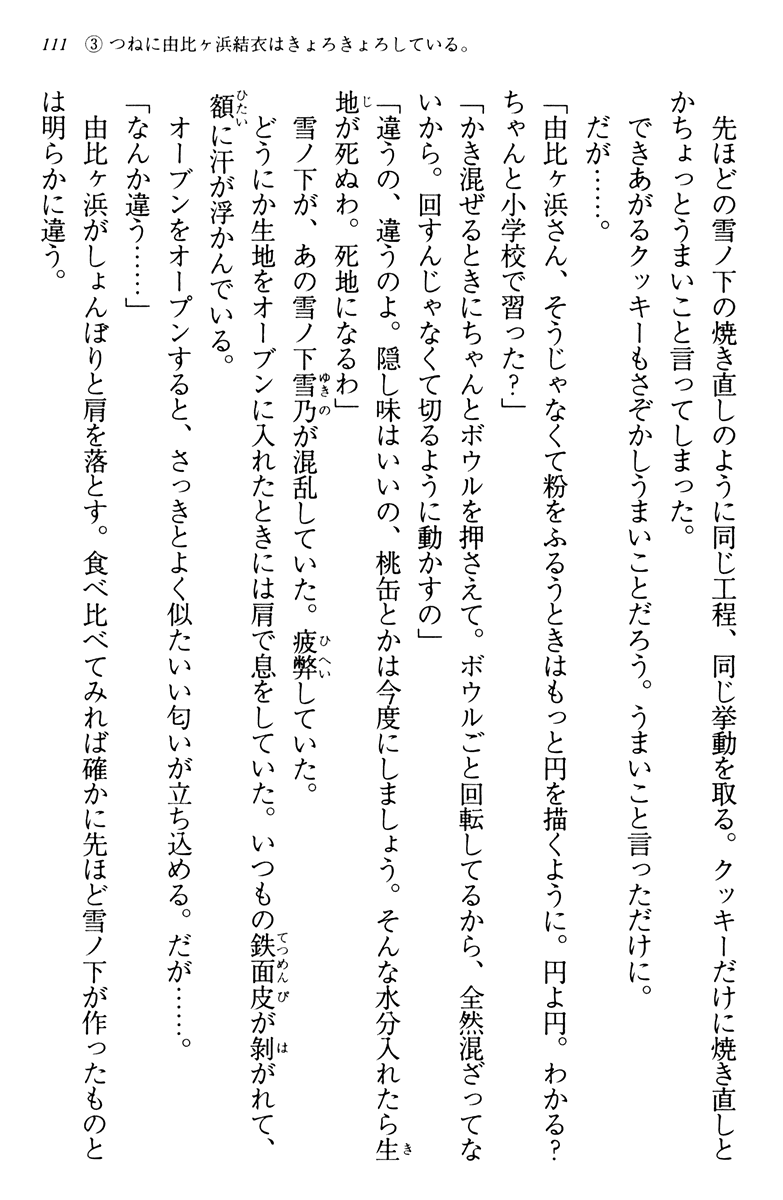 111 ③ つねに由比ヶ浜結衣はきょろきょろしている。
　先ほどの雪ノ下の焼き直しのように同じ工程、同じ挙動を取る。クッキーだけに焼き直しと
かちょっとうまいこと言ってしまった。
　できあがるクッキーもさぞかしうまいことだろう。うまいこと言っただけに。
　だが……。
「由比ヶ浜さん、そうじゃなくて粉をふるうときはもっと円を描くように。円よ円。わかる？
ちゃんと小学校で習った？」
「かき混ぜるときにちゃんとボウルを押さえて。ボウルごと回転してるから、全然混ざってな
いから。回すんじゃなくて切るように動かすの」
「違うの、違うのよ。隠し味はいいの、桃缶とかは今度にしましょう。そんな水分入れたら生
地が死ぬわ。死地になるわ」
　雪ノ下が、あの雪ノ下雪乃が混乱していた。疲弊していた。
　どうにか生地をオーブンに入れたときには肩で息をしていた。いつもの鉄面皮が剝がれて、
額に汗が浮かんでいる。
　オーブンをオープンすると、さっきとよく似たいい匂いが立ち込める。だが……。
「なんか違う……」
　由比ヶ浜がしょんぼりと肩を落とす。食べ比べてみれば確かに先ほど雪ノ下が作ったものと
は明らかに違う。